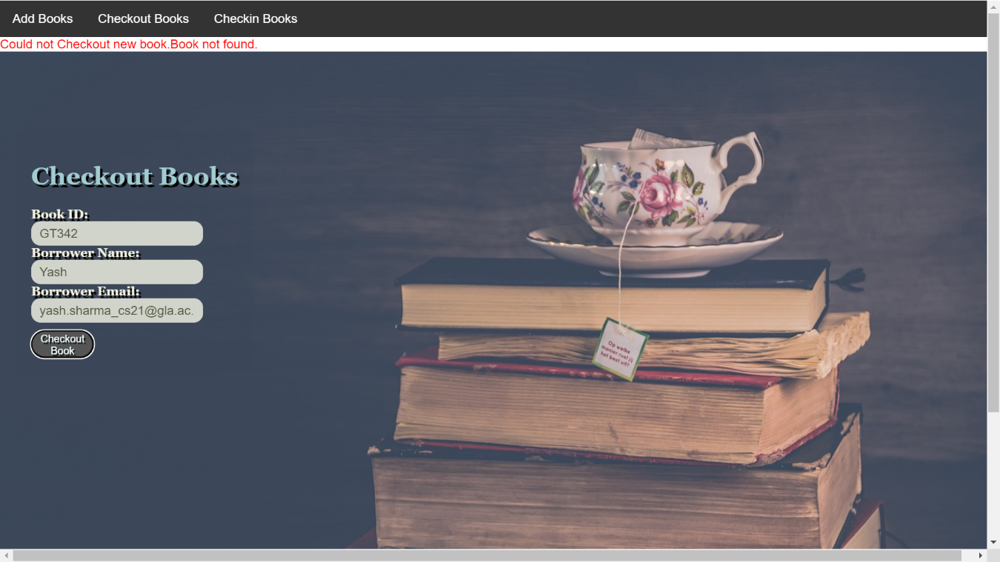 Add Books Checkout Books Checkin Books
Could not Checkout new book.Book not found.
Checkout Books
Book ID:
GT342
Borrower Name:
Yash
Borrower Email:
yash.sharma_cs21@gla.ac.
Checkout
Book
Op welke
manier rust jij
het best uit?